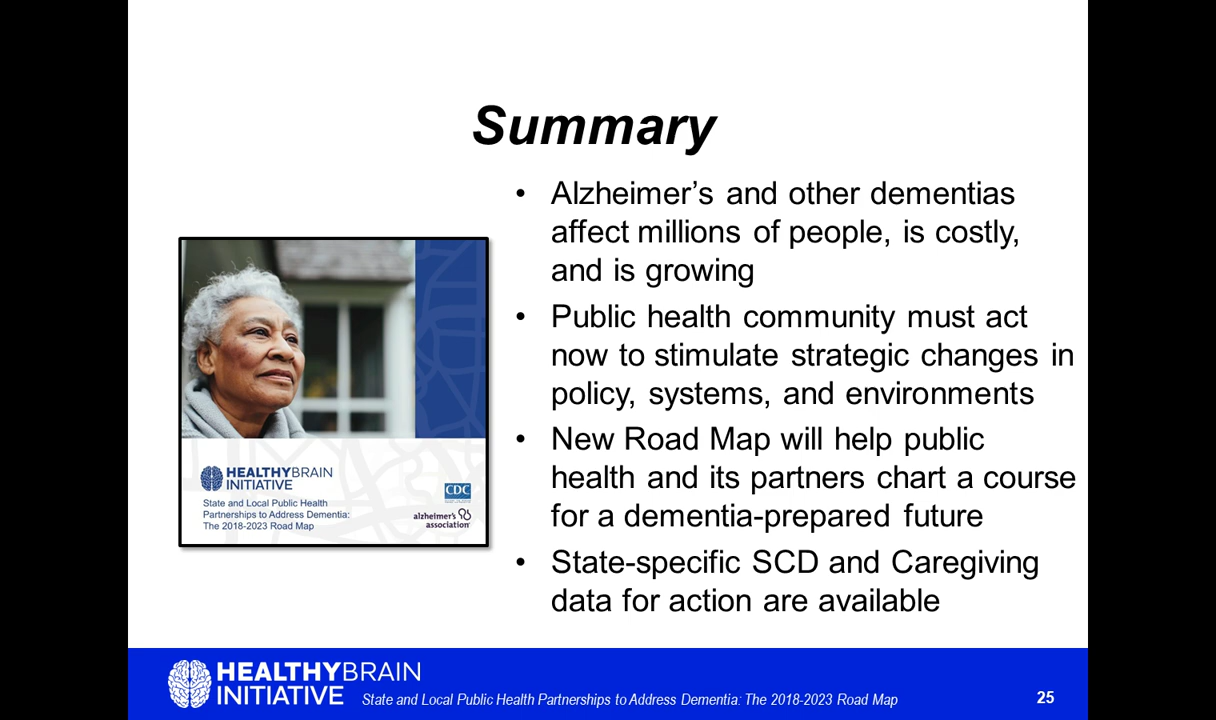 Summary
• Alzheimer’s and other dementias
affect millions of people, is costly,
and is growing
• Public health community must act
now to stimulate strategic changes in
policy, systems, and environments
• New Road Map will help public
health and its partners chart a course
for a dementia-prepared future
• State-specific SCD and Caregiving
data for action are available
HEALTHYBRAIN
INITIATIVE
State and Local Public Health
Partnerships to Address Dementia:
The 2018-2023 Road Map
CDC
alzheimer's
association
HEALTHYBRAIN
INITIATIVE
State and Local Public Health Partnerships to Address Dementia: The 2018-2023 Road Map
25